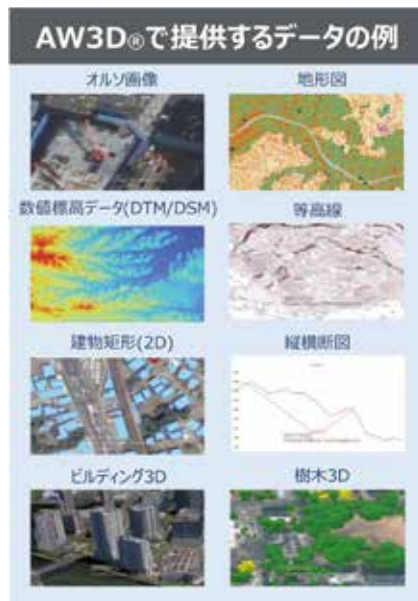 AW3D®で提供するデータの例
オルソ画像
地形図
数値標高データ(DTM/DSM)
等高線
建物矩形(2D)
縦横断図
ビルディング3D
樹木3D